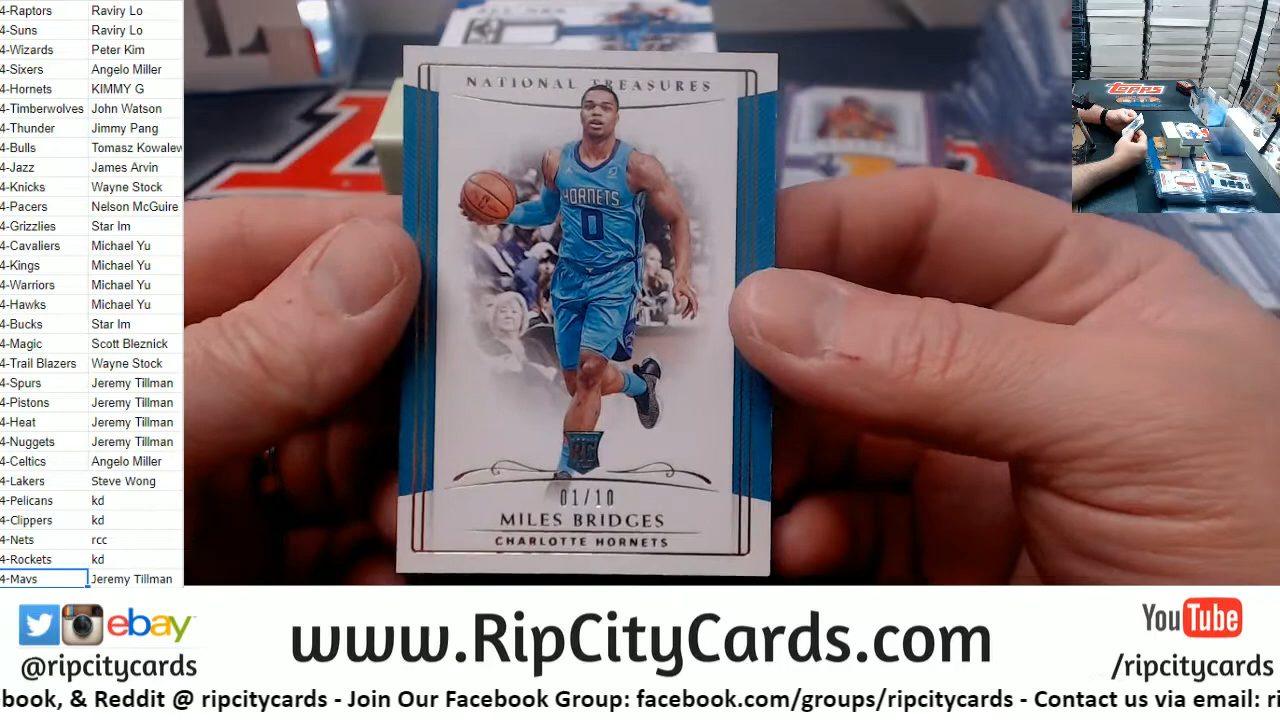 4-Raptors Raviry Lo
4-Suns Raviry Lo
4-Wizards Peter Kim
4-Sixers Angelo Miller
4-Hornets KIMMY G
4-Timberwolves John Watson
4-Thunder Jimmy Pang
4-Bulls Tomasz Kowalew
4-Jazz James Arvin
4-Knicks Wayne Stock
4-Pacers Nelson McGuire
4-Grizzlies Star Im
4-Cavaliers Michael Yu
4-Kings Michael Yu
4-Warriors Michael Yu
4-Hawks Michael Yu
4-Bucks Star Im
4-Magic Scott Bleznick
4-Trail Blazers Wayne Stock
4-Spurs Jeremy Tillman
4-Pistons Jeremy Tillman
4-Heat Jeremy Tillman
4-Nuggets Jeremy Tillman
4-Celtics Angelo Miller
4-Lakers Steve Wong
4-Pelicans kd
4-Clippers kd
4-Nets rcc
4-Rockets kd
4-Mavs Jeremy Tillman
NATIONAL TREASURES
HORNETS
0
RC
01/10
MILES BRIDGES
CHARLOTTE HORNETS
TOPPS
ebay
@ripcitycards
www.RipCityCards.com
YouTube
/ripcitycards
ebook, & Reddit @ ripcitycards - Join Our Facebook Group: facebook.com/groups/ripcitycards - Contact us via email: ri